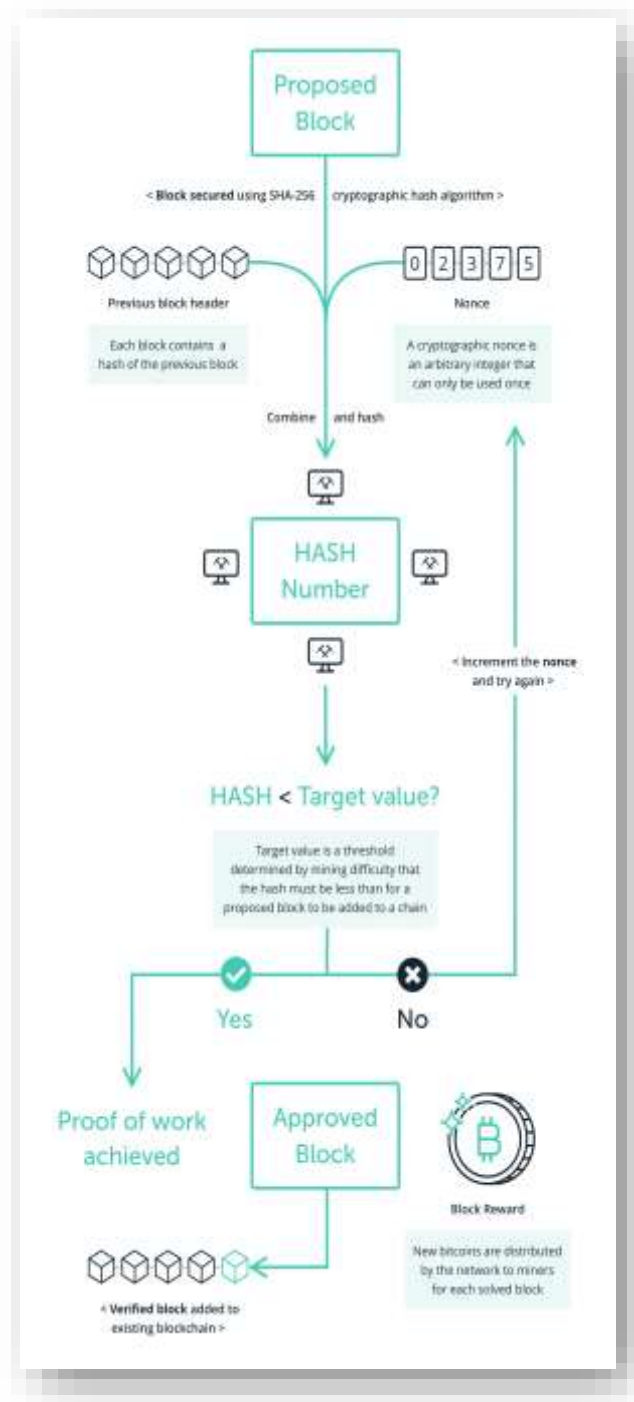 Proposed
Block
< Block secured using SHA-256 cryptographic hash algorithm >
0 2 3 7 5
Previous block header
Nonce
Each block contains a
hash of the previous block
A cryptographic nonce is
an arbitrary integer that
can only be used once
Combine and hash
HASH
Number
< Increment the nonce
and try again >
HASH < Target value?
Target value is a threshold
determined by mining difficulty that
the hash must be less than for a
proposed block to be added to a chain
Yes
No
Proof of work
achieved
Approved
Block
Block Reward
New bitcoins are distributed
by the network to miners
for each solved block
< Verified block added to
existing blockchain >